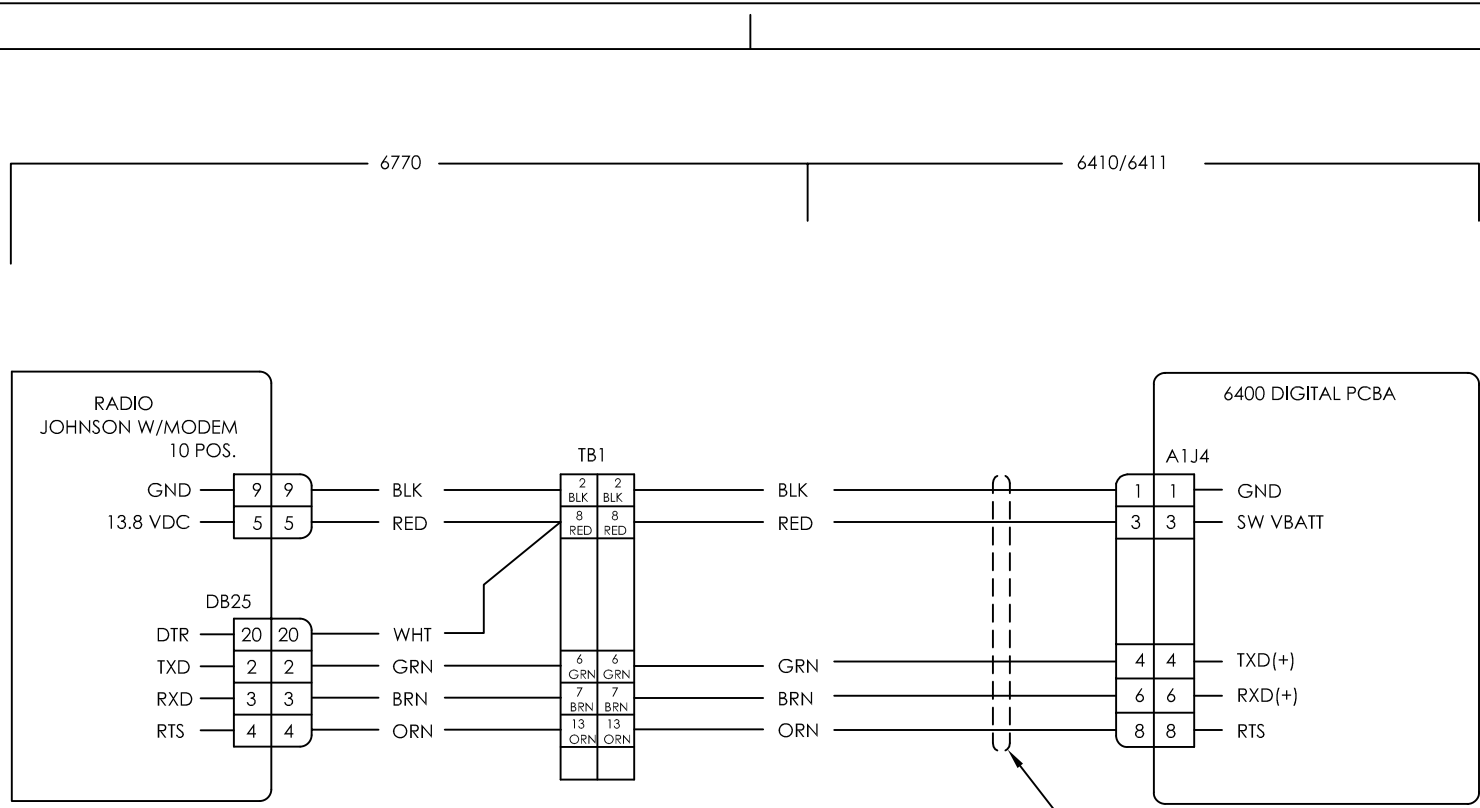 6770 6410/6411
RADIO
JOHNSON W/MODEM
10 POS.
6400 DIGITAL PCBA
TB1
A1J4
GND 9 9 BLK 2 BLK 2 BLK BLK 1 1 GND
13.8 VDC 5 5 RED 8 RED 8 RED RED 3 3 SW VBATT
DB25
DTR 20 20 WHT
TXD 2 2 GRN 6 GRN 6 GRN GRN 4 4 TXD(+)
RXD 3 3 BRN 7 BRN 7 BRN BRN 6 6 RXD(+)
RTS 4 4 ORN 13 ORN 13 ORN ORN 8 8 RTS